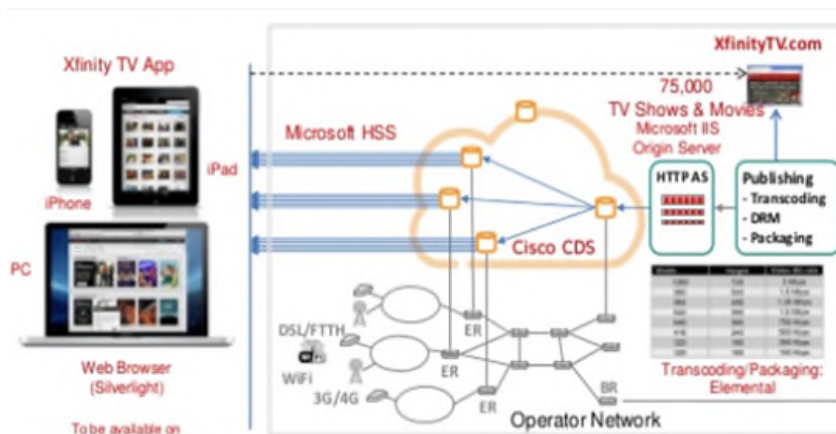 XfinityTV.com
Xfinity TV App
75,000
TV Shows & Movies
Microsoft IIS
Origin Server
Microsoft HSS
iPad
iPhone
HTTP AS
Publishing
- Transcoding
- DRM
- Packaging
PC
Cisco CDS
DSL/FTTH
WiFi
3G/4G
ER
ER
ER
BR
Web Browser
(Silverlight)
Transcoding/Packaging:
Elemental
Operator Network
To be available on